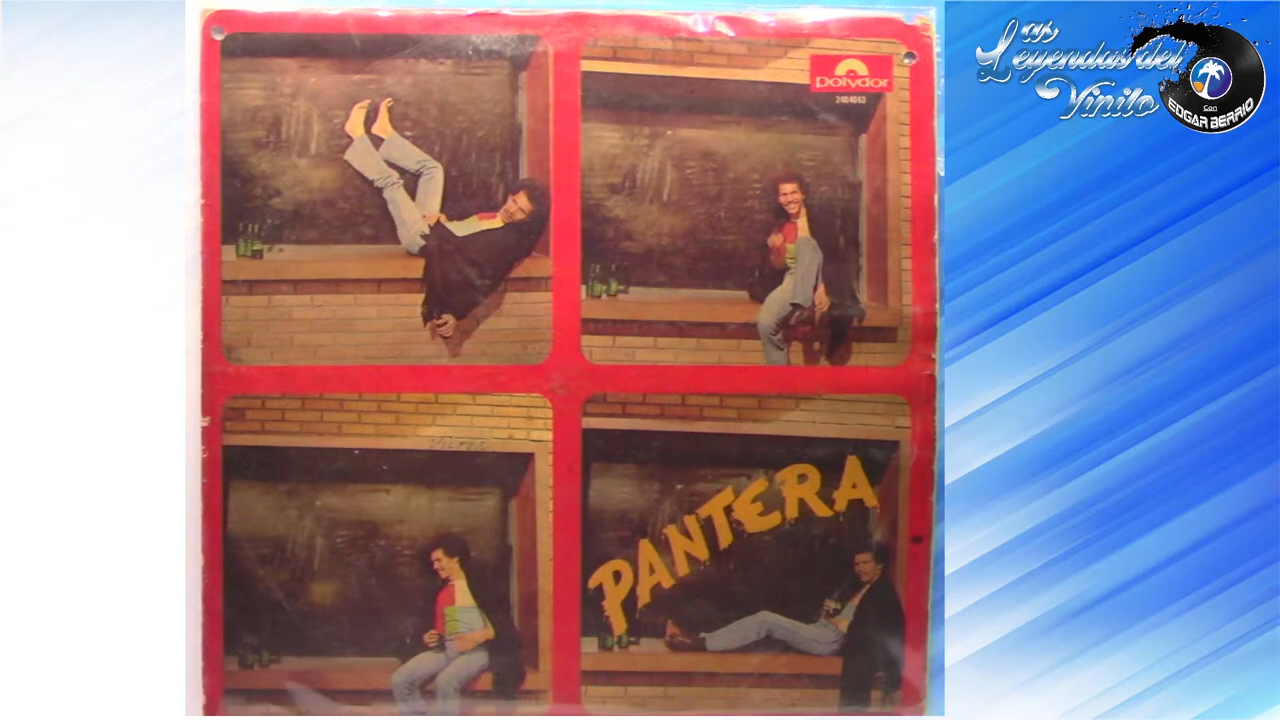 Las
Leyendas del
Vinilo
Con
EDGAR BERRIO
polydor
2404063
PANTERA